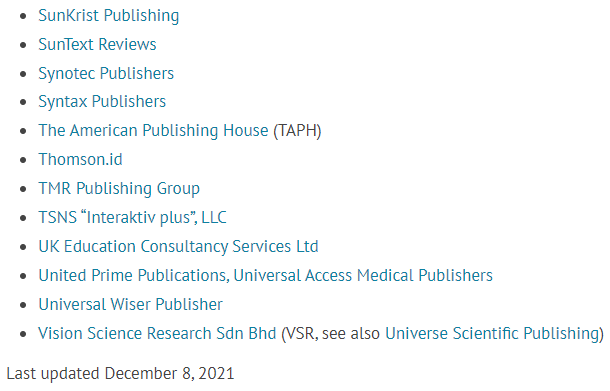 SunKrist Publishing
SunText Reviews
Synotec Publishers
Syntax Publishers
The American Publishing House (TAPH)
Thomson.id
TMR Publishing Group
TSNS “Interaktiv plus”, LLC
UK Education Consultancy Services Ltd
United Prime Publications, Universal Access Medical Publishers
Universal Wiser Publisher
Vision Science Research Sdn Bhd (VSR, see also Universe Scientific Publishing)
Last updated December 8, 2021